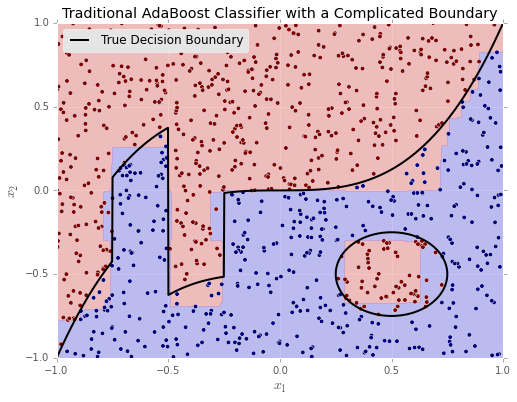 Traditional AdaBoost Classifier with a Complicated Boundary
True Decision Boundary
1.0
0.5
0.0
−0.5
−1.0
x2
−1.0 −0.5 0.0 0.5 1.0
x1